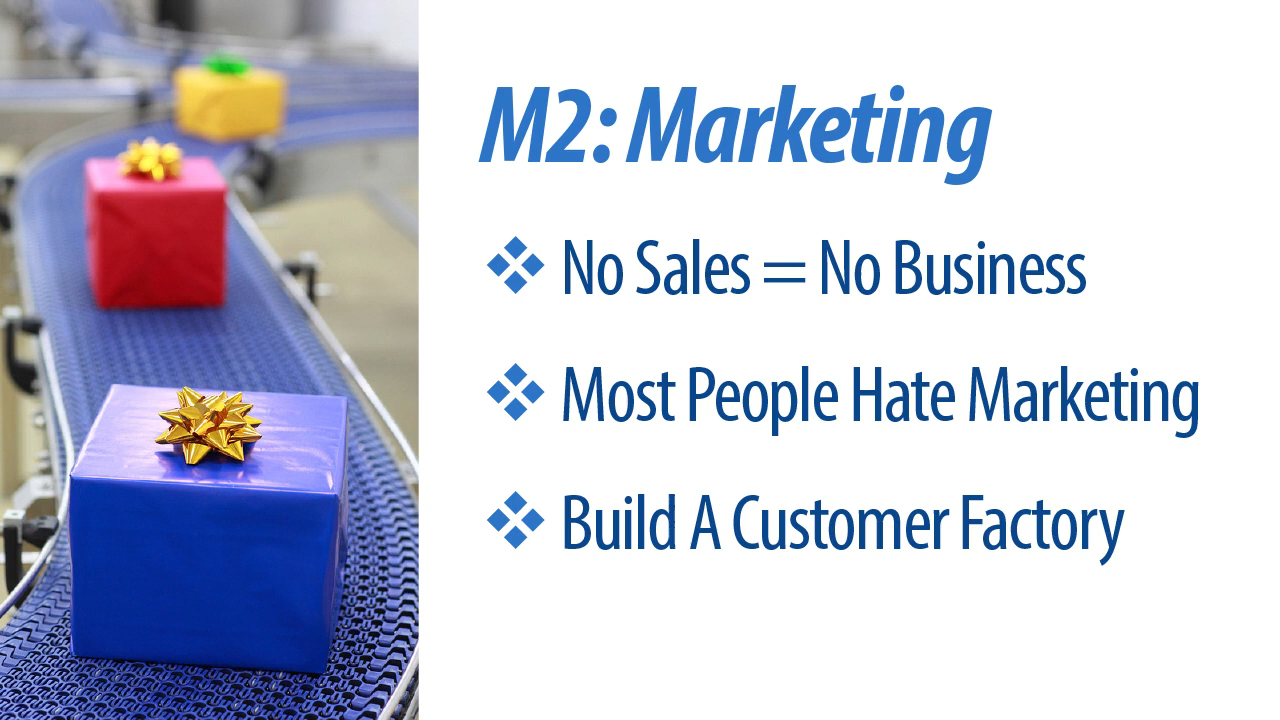 M2: Marketing
No Sales = No Business
Most People Hate Marketing
Build A Customer Factory